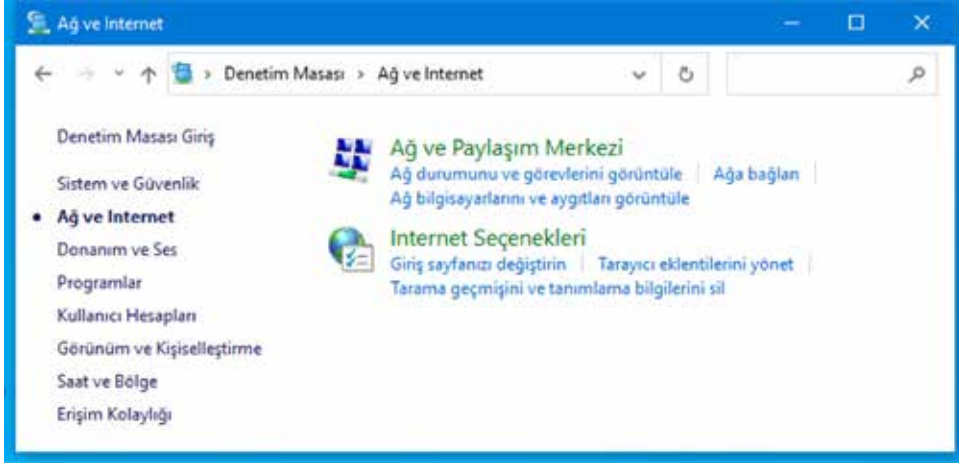 Ağ ve Internet
Denetim Masası > Ağ ve Internet
Denetim Masası Giriş
Sistem ve Güvenlik
Ağ ve Internet
Donanım ve Ses
Programlar
Kullanıcı Hesapları
Görünüm ve Kişiselleştirme
Saat ve Bölge
Erişim Kolaylığı
Ağ ve Paylaşım Merkezi
Ağ durumunu ve görevlerini görüntüle | Ağa bağlan |
Ağ bilgisayarlarını ve aygıtları görüntüle
Internet Seçenekleri
Giriş sayfanızı değiştirin | Tarayıcı eklentilerini yönet |
Tarama geçmişini ve tanımlama bilgilerini sil